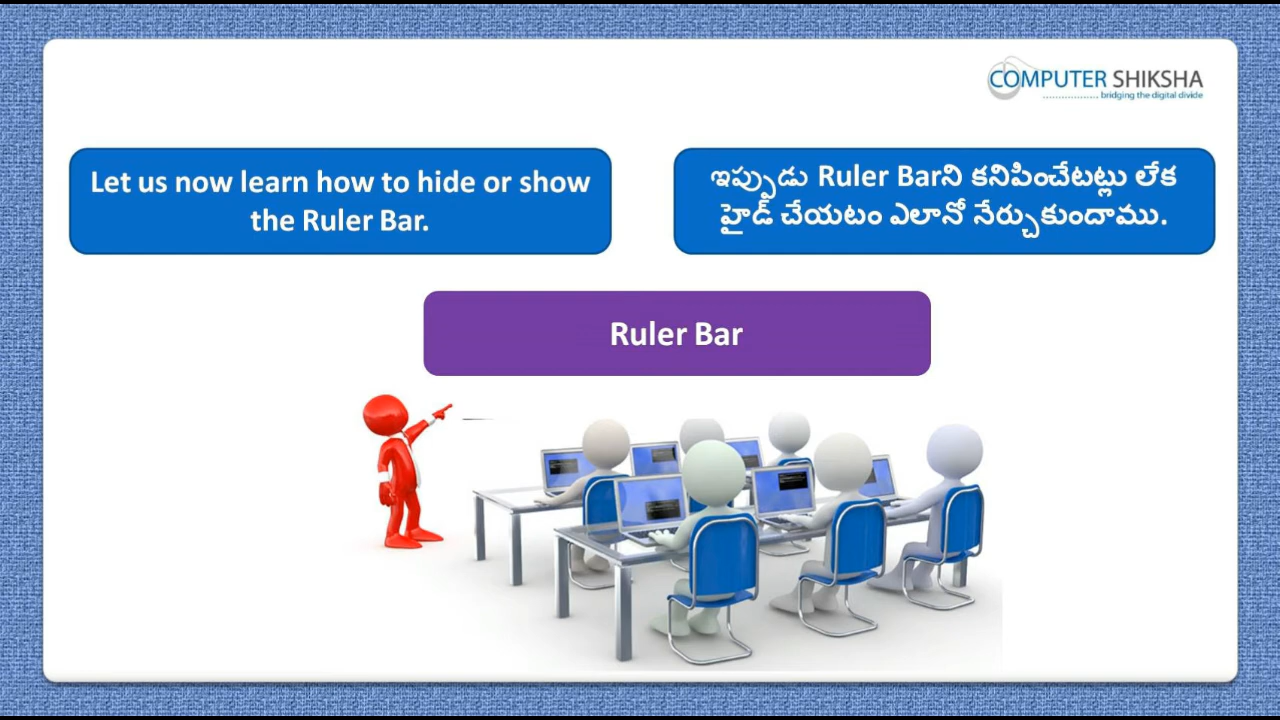 COMPUTER SHIKSHA
bridging the digital divide
Let us now learn how to hide or show
the Ruler Bar.
ఇప్పుడు Ruler Barని కనిపించేటట్లు లేక
హైడ్ చేయటం ఎలానో నేర్చుకుందాము.
Ruler Bar